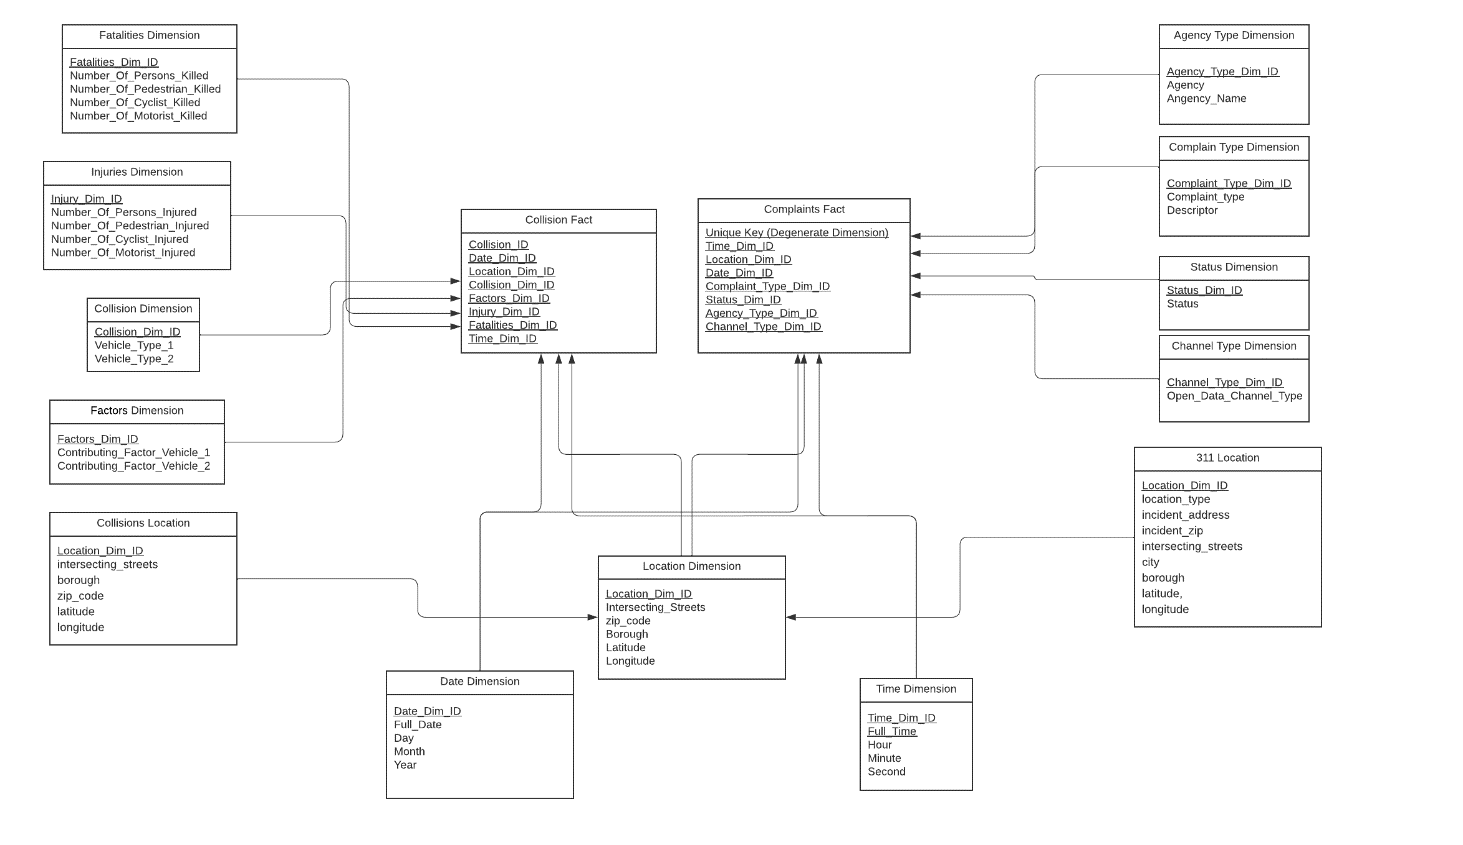 Fatalities Dimension
Fatalities_Dim_ID
Number_Of_Persons_Killed
Number_Of_Pedestrian_Killed
Number_Of_Cyclist_Killed
Number_Of_Motorist_Killed
Injuries Dimension
Injury_Dim_ID
Number_Of_Persons_Injured
Number_Of_Pedestrian_Injured
Number_Of_Cyclist_Injured
Number_Of_Motorist_Injured
Collision Dimension
Collision_Dim_ID
Vehicle_Type_1
Vehicle_Type_2
Factors Dimension
Factors_Dim_ID
Contributing_Factor_Vehicle_1
Contributing_Factor_Vehicle_2
Collisions Location
Location_Dim_ID
intersecting_streets
borough
zip_code
latitude
longitude
Collision Fact
Collision_ID
Date_Dim_ID
Location_Dim_ID
Collision_Dim_ID
Factors_Dim_ID
Injury_Dim_ID
Fatalities_Dim_ID
Time_Dim_ID
Complaints Fact
Unique Key (Degenerate Dimension)
Time_Dim_ID
Location_Dim_ID
Date_Dim_ID
Complaint_Type_Dim_ID
Status_Dim_ID
Agency_Type_Dim_ID
Channel_Type_Dim_ID
Agency Type Dimension
Agency_Type_Dim_ID
Agency
Angency_Name
Complain Type Dimension
Complaint_Type_Dim_ID
Complaint_type
Descriptor
Status Dimension
Status_Dim_ID
Status
Channel Type Dimension
Channel_Type_Dim_ID
Open_Data_Channel_Type
311 Location
Location_Dim_ID
location_type
incident_address
incident_zip
intersecting_streets
city
borough
latitude,
longitude
Location Dimension
Location_Dim_ID
Intersecting_Streets
zip_code
Borough
Latitude
Longitude
Date Dimension
Date_Dim_ID
Full_Date
Day
Month
Year
Time Dimension
Time_Dim_ID
Full_Time
Hour
Minute
Second